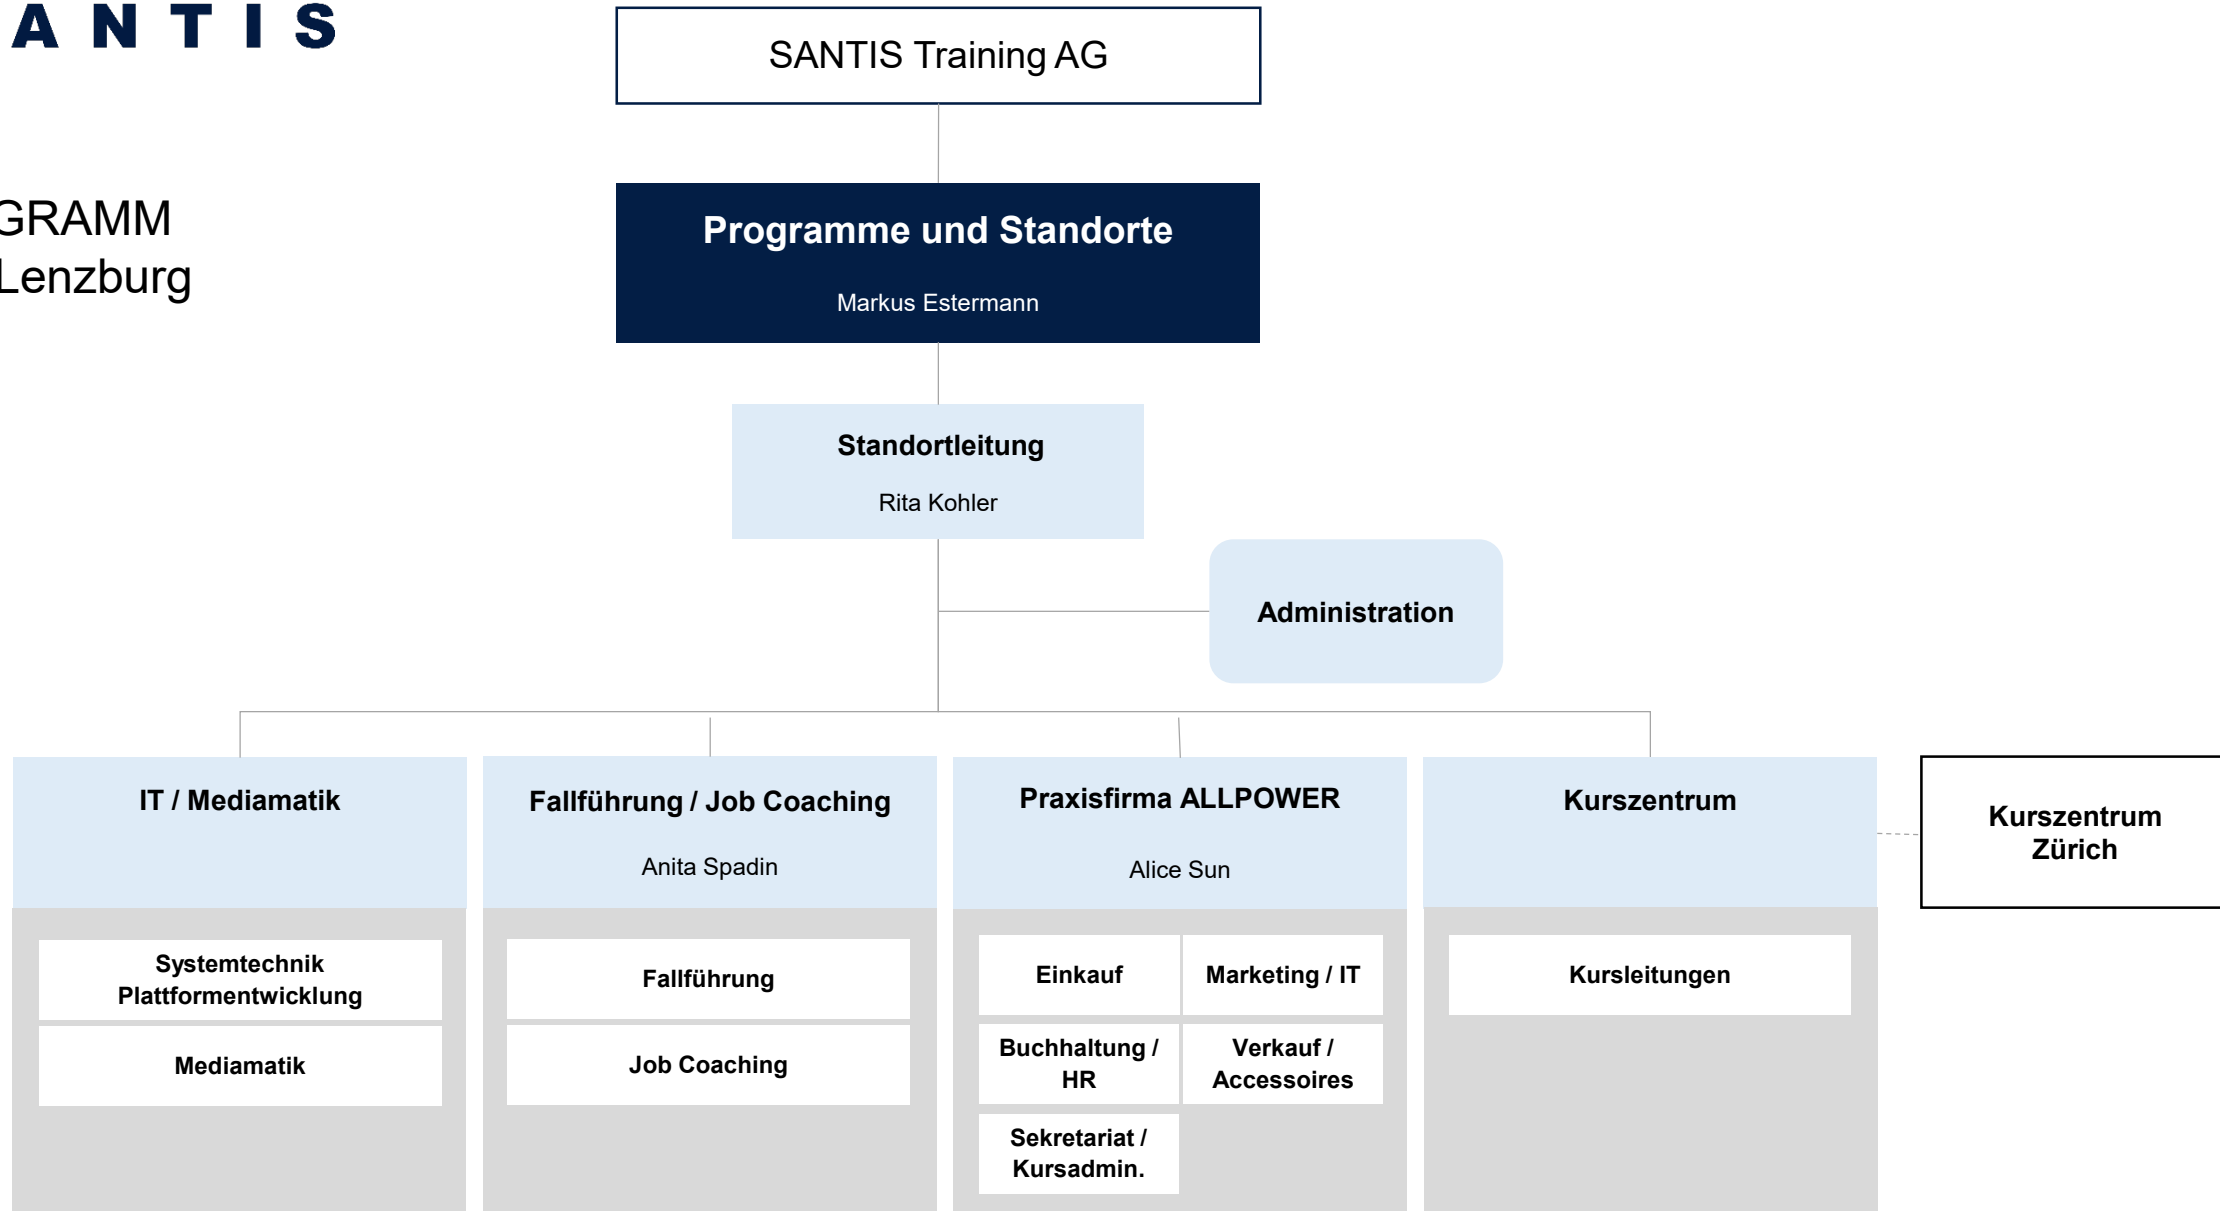 ANTIS
SANTIS Training AG
GRAMM
Lenzburg
Programme und Standorte
Markus Estermann
Standortleitung
Rita Kohler
Administration
IT / Mediamatik
Fallführung / Job Coaching
Anita Spadin
Praxisfirma ALLPOWER
Alice Sun
Kurszentrum
Kurszentrum
Zürich
Systemtechnik
Plattformentwicklung
Mediamatik
Fallführung
Job Coaching
Einkauf
Marketing / IT
Buchhaltung /
HR
Verkauf /
Accessoires
Sekretariat /
Kursadmin.
Kursleitungen